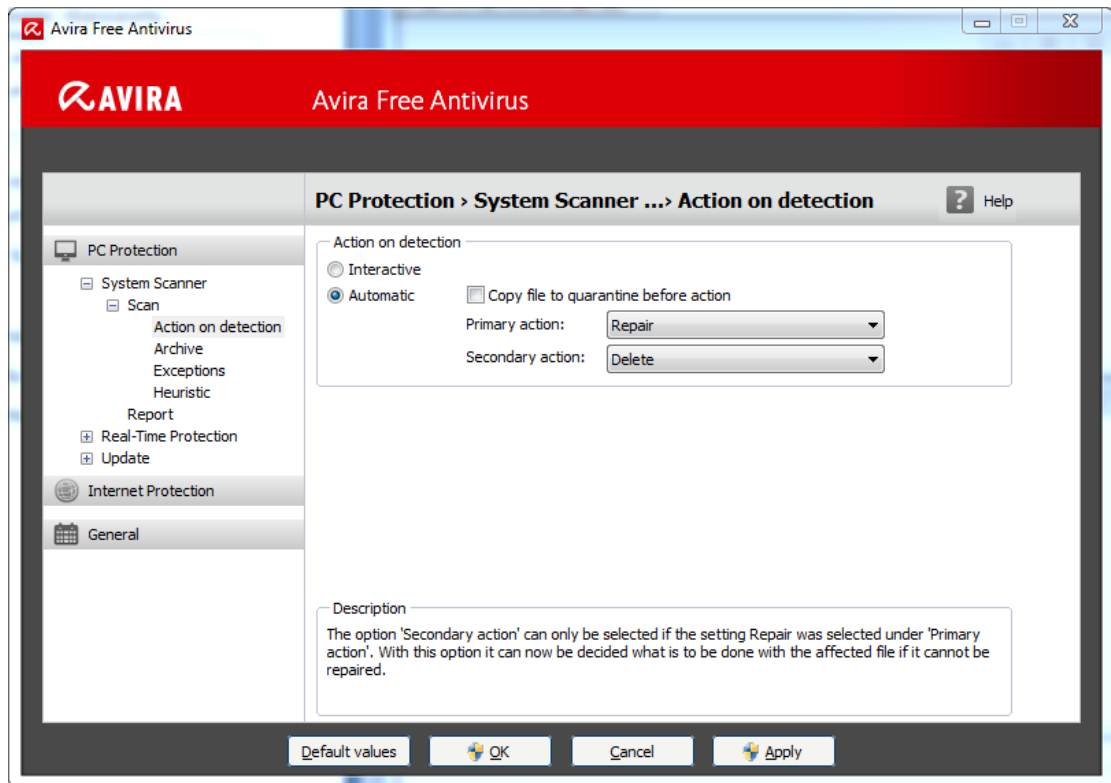 Avira Free Antivirus
AVIRA
Avira Free Antivirus
PC Protection › System Scanner ...› Action on detection
Help
PC Protection
System Scanner
Scan
Action on detection
Archive
Exceptions
Heuristic
Report
Real-Time Protection
Update
Internet Protection
General
Action on detection
Interactive
Automatic
Copy file to quarantine before action
Primary action:
Repair
Secondary action:
Delete
Description
The option 'Secondary action' can only be selected if the setting Repair was selected under 'Primary
action'. With this option it can now be decided what is to be done with the affected file if it cannot be
repaired.
Default values
OK
Cancel
Apply